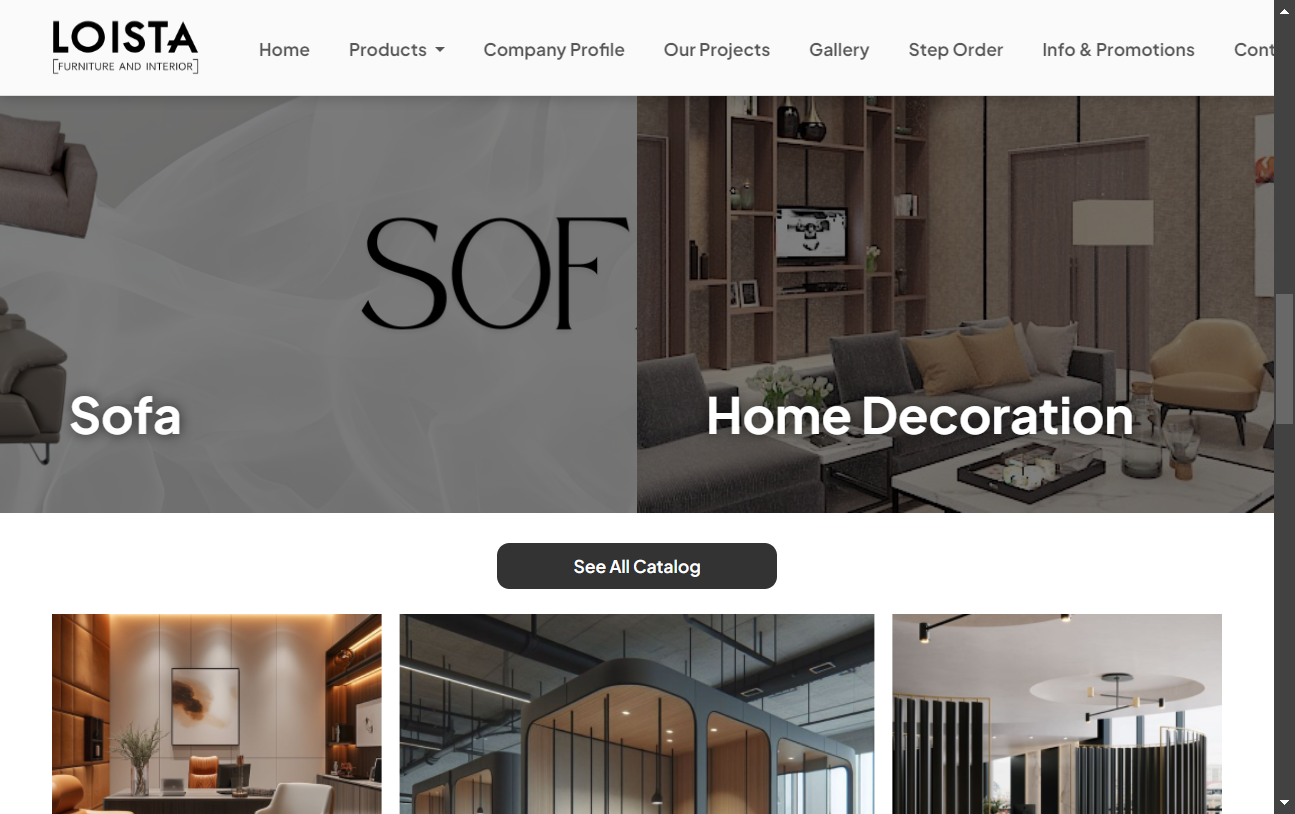 LOISTA
[FURNITURE AND INTERIOR]
Home
Products
Company Profile
Our Projects
Gallery
Step Order
Info & Promotions
Cont
SOF
Sofa
Home Decoration
See All Catalog